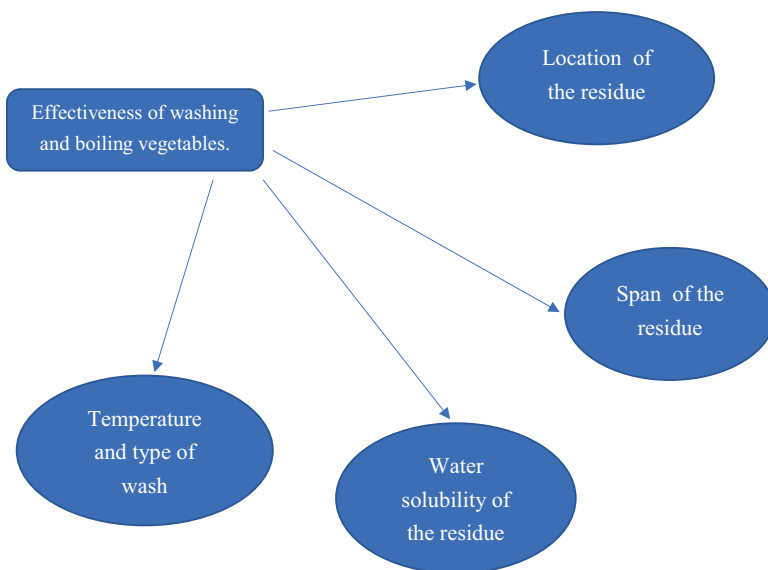 Effectiveness of washing
and boiling vegetables.
Location of
the residue
Span of the
residue
Temperature
and type of
wash
Water
solubility of
the residue